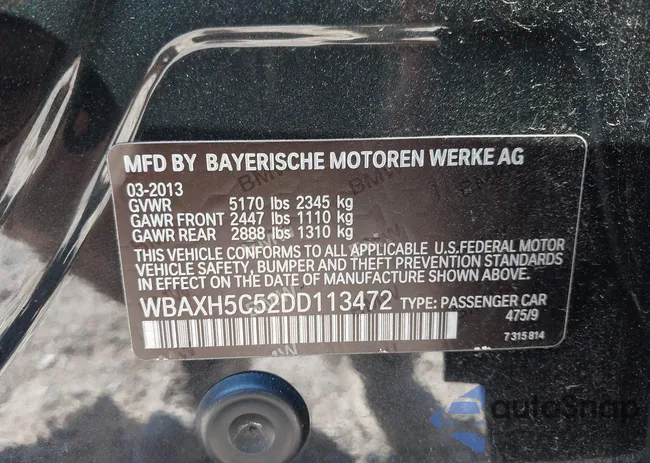 MFD BY BAYERISCHE MOTOREN WERKE AG
03-2013
GVWR 5170 lbs 2345 kg
GAWR FRONT 2447 lbs 1110 kg
GAWR REAR 2888 lbs 1310 kg
THIS VEHICLE CONFORMS TO ALL APPLICABLE U.S.FEDERAL MOTOR
VEHICLE SAFETY, BUMPER AND THEFT PREVENTION STANDARDS
IN EFFECT ON THE DATE OF MANUFACTURE SHOWN ABOVE.
WBAXH5C52DD113472 TYPE: PASSENGER CAR
475/9
7 315 814
autoSnap